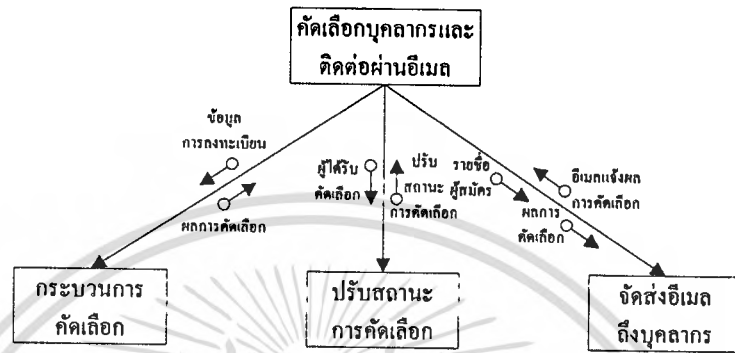 คัดเลือกบุคลากรและ
ติดต่อผ่านอีเมล
ข้อมูล
การลงทะเบียน
ผลการคัดเลือก
ผู้ได้รับ
คัดเลือก
ปรับ
สถานะ
การคัดเลือก
รายชื่อ
ผู้สมัคร
ผลการ
คัดเลือก
อีเมลแจ้งผล
การคัดเลือก
กระบวนการ
คัดเลือก
ปรับสถานะ
การคัดเลือก
จัดส่งอีเมล
ถึงบุคลากร